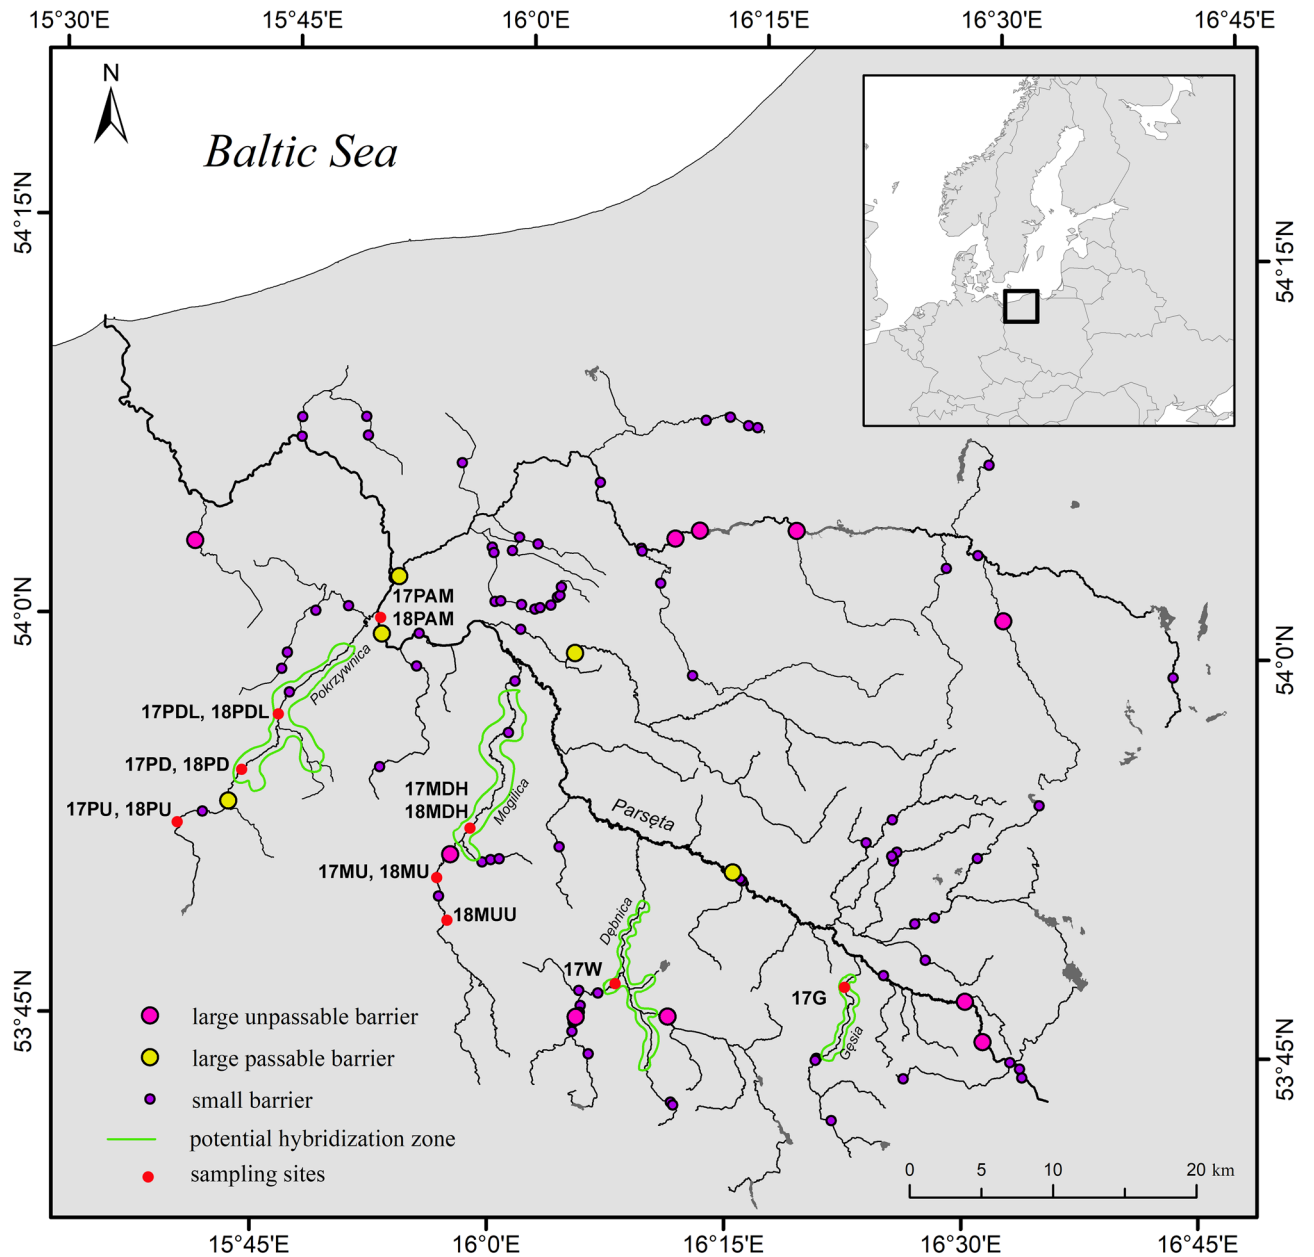 15°30'E 15°45'E 16°0'E 16°15'E 16°30'E 16°45'E
N
Baltic Sea
54°15'N
54°15'N
17PAM
18PAM
54°0'N
54°0'N
Pokrzywnica
17PDL, 18PDL
17PD, 18PD
17PU, 18PU
17MDH
18MDH
Mogilica
Parsęta
17MU, 18MU
18MUU
Dębnica
17W
17G
Gęsia
53°45'N
53°45'N
large unpassable barrier
large passable barrier
small barrier
potential hybridization zone
sampling sites
0 5 10 20 km
15°45'E 16°0'E 16°15'E 16°30'E 16°45'E